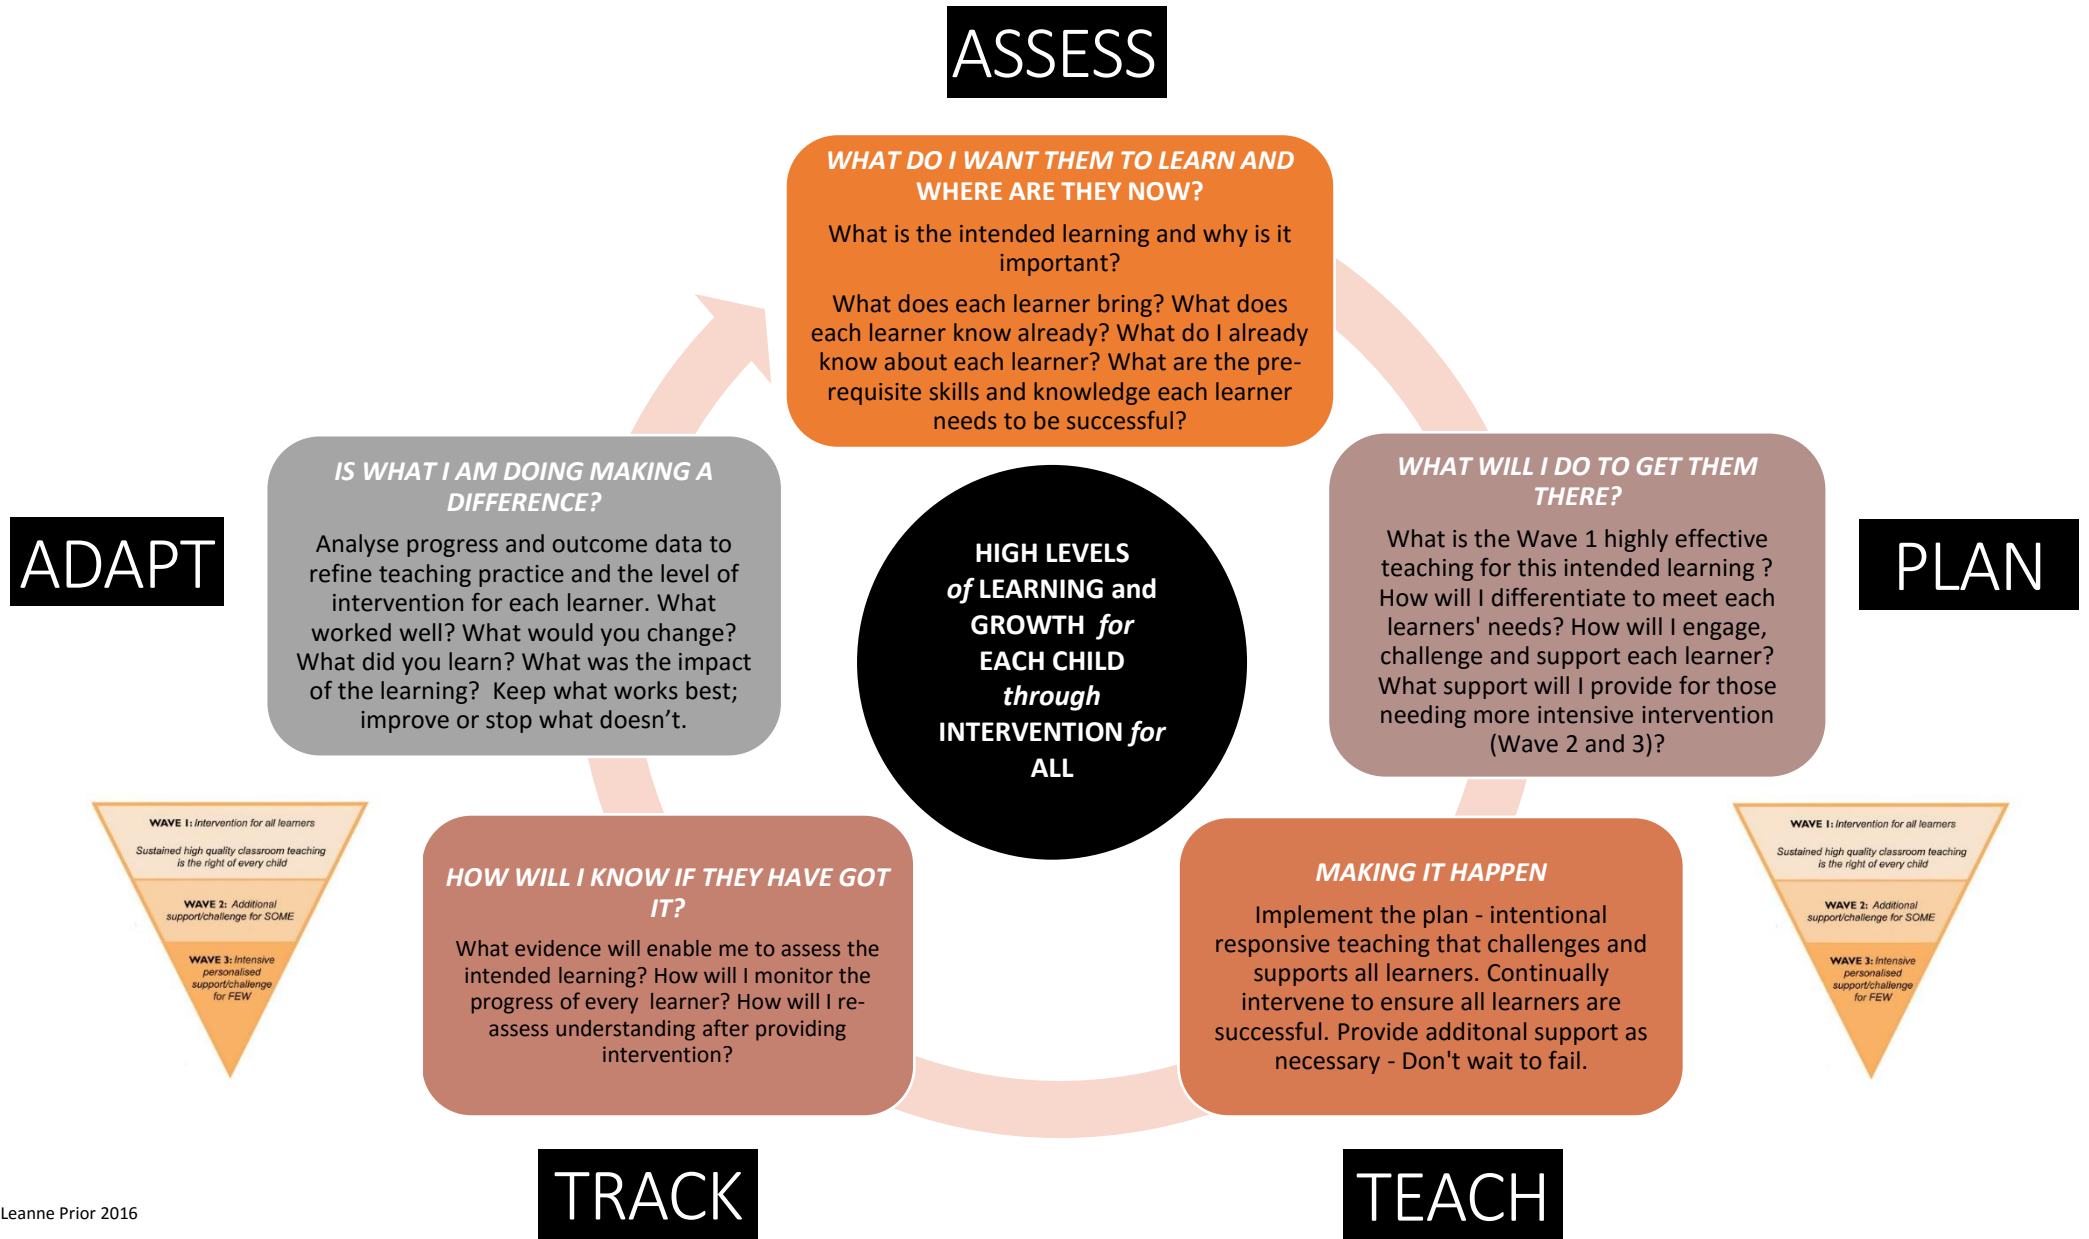 ASSESS
WHAT DO I WANT THEM TO LEARN AND
WHERE ARE THEY NOW?
What is the intended learning and why is it
important?
What does each learner bring? What does
each learner know already? What do I already
know about each learner? What are the pre-
requisite skills and knowledge each learner
needs to be successful?
PLAN
WHAT WILL I DO TO GET THEM
THERE?
What is the Wave 1 highly effective
teaching for this intended learning ?
How will I differentiate to meet each
learners' needs? How will I engage,
challenge and support each learner?
What support will I provide for those
needing more intensive intervention
(Wave 2 and 3)?
MAKING IT HAPPEN
Implement the plan - intentional
responsive teaching that challenges and
supports all learners. Continually
intervene to ensure all learners are
successful. Provide additonal support as
necessary - Don't wait to fail.
TEACH
HOW WILL I KNOW IF THEY HAVE GOT
IT?
What evidence will enable me to assess the
intended learning? How will I monitor the
progress of every learner? How will I re-
assess understanding after providing
intervention?
TRACK
ADAPT
IS WHAT I AM DOING MAKING A
DIFFERENCE?
Analyse progress and outcome data to
refine teaching practice and the level of
intervention for each learner. What
worked well? What would you change?
What did you learn? What was the impact
of the learning? Keep what works best;
improve or stop what doesn’t.
HIGH LEVELS
of LEARNING and
GROWTH for
EACH CHILD
through
INTERVENTION for
ALL
WAVE 1: Intervention for all learners
Sustained high quality classroom teaching
is the right of every child
WAVE 2: Additional
support/challenge for SOME
WAVE 3: Intensive
personalised
support/challenge
for FEW
WAVE 1: Intervention for all learners
Sustained high quality classroom teaching
is the right of every child
WAVE 2: Additional
support/challenge for SOME
WAVE 3: Intensive
personalised
support/challenge
for FEW
Leanne Prior 2016